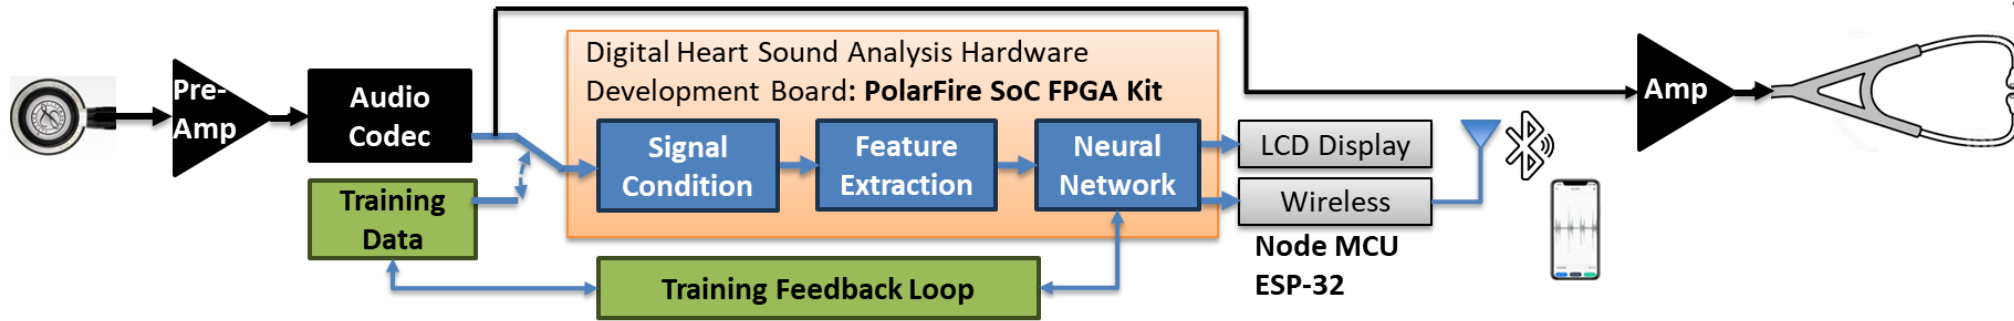 Digital Heart Sound Analysis Hardware
Development Board: PolarFire SoC FPGA Kit
Pre-
Amp
Audio
Codec
Signal
Condition
Feature
Extraction
Neural
Network
LCD Display
Wireless
Node MCU
ESP-32
Amp
Training
Data
Training Feedback Loop